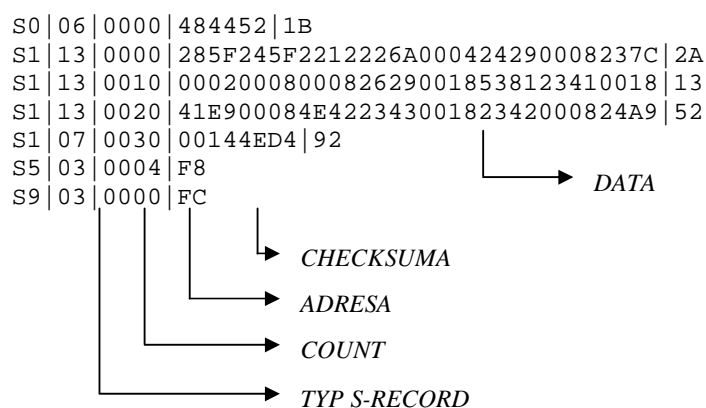 S0|06|0000|484452|1B
S1|13|0000|285F245F2212226A000424290008237C|2A
S1|13|0010|00020008000826290018538123410018|13
S1|13|0020|41E900084E42234300182342000824A9|52
S1|07|0030|00144ED4|92
S5|03|0004|F8
S9|03|0000|FC
DATA
CHECKSUMA
ADRESA
COUNT
TYP S-RECORD